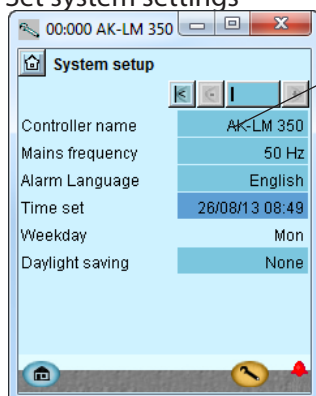 Set system settings
00:000 AK-LM 350
System setup
Controller name AK-LM 350
Mains frequency 50 Hz
Alarm Language English
Time set 26/08/13 08:49
Weekday Mon
Daylight saving None